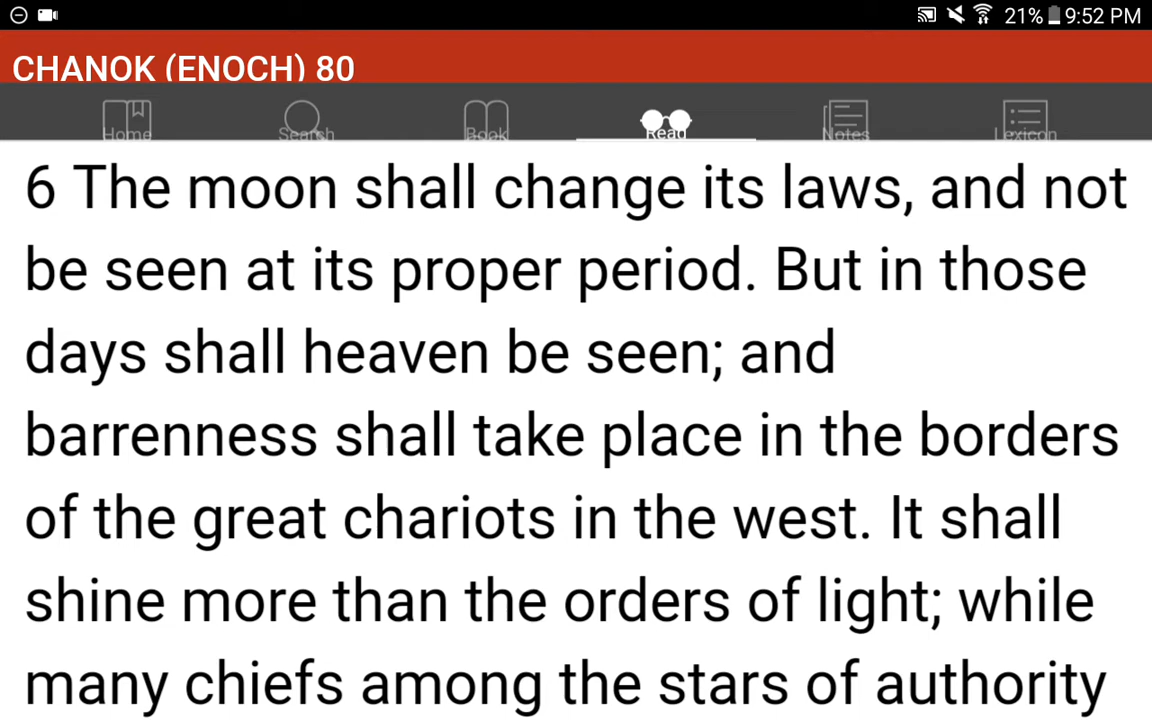 21% 9:52 PM
CHANOK (ENOCH) 80
Home Search Book Read Notes Lexicon
6 The moon shall change its laws, and not
be seen at its proper period. But in those
days shall heaven be seen; and
barrenness shall take place in the borders
of the great chariots in the west. It shall
shine more than the orders of light; while
many chiefs among the stars of authority